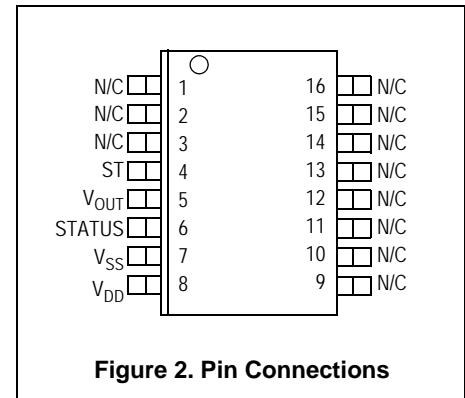 N/C 1 16 N/C
N/C 2 15 N/C
N/C 3 14 N/C
ST 4 13 N/C
VOUT 5 12 N/C
STATUS 6 11 N/C
VSS 7 10 N/C
VDD 8 9 N/C
Figure 2. Pin Connections